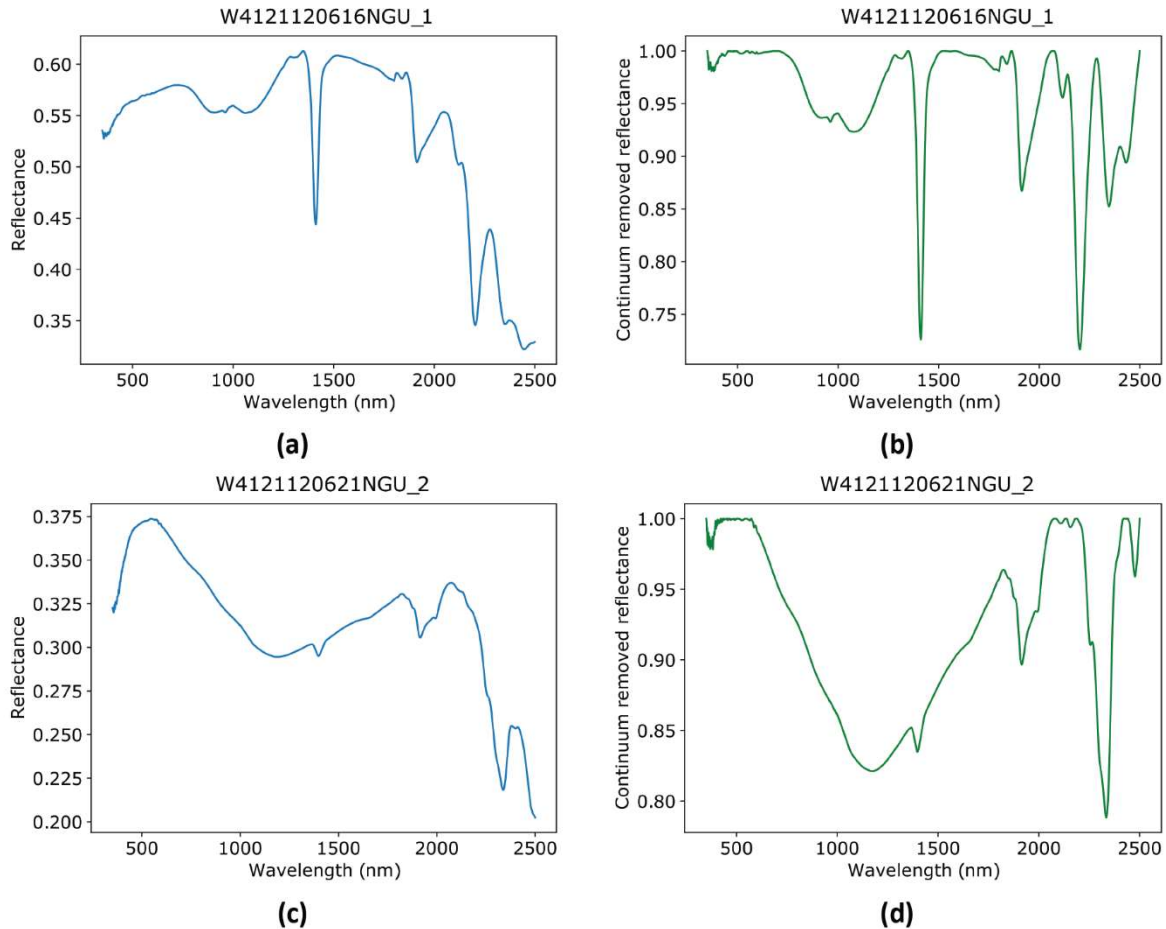 W4121120616NGU_1
Reflectance
0.60
0.55
0.50
0.45
0.40
0.35
500 1000 1500 2000 2500
Wavelength (nm)
(a)
W4121120616NGU_1
Continuum removed reflectance
1.00
0.95
0.90
0.85
0.80
0.75
500 1000 1500 2000 2500
Wavelength (nm)
(b)
W4121120621NGU_2
Reflectance
0.375
0.350
0.325
0.300
0.275
0.250
0.225
0.200
500 1000 1500 2000 2500
Wavelength (nm)
(c)
W4121120621NGU_2
Continuum removed reflectance
1.00
0.95
0.90
0.85
0.80
500 1000 1500 2000 2500
Wavelength (nm)
(d)